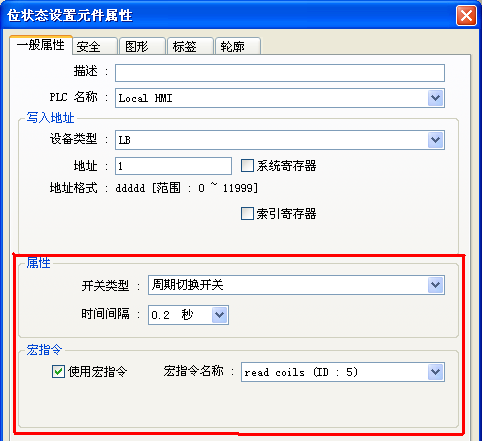 位状态设置元件属性
一般属性 安全 图形 标签 轮廓
描述 :
PLC 名称 : Local HMI
写入地址
设备类型 : LB
地址 : 1 系统寄存器
地址格式 : ddddd [范围 : 0 ~ 11999]
索引寄存器
属性
开关类型 : 周期切换开关
时间间隔 : 0.2 秒
宏指令
使用宏指令 宏指令名称 : read coils (ID : 5)